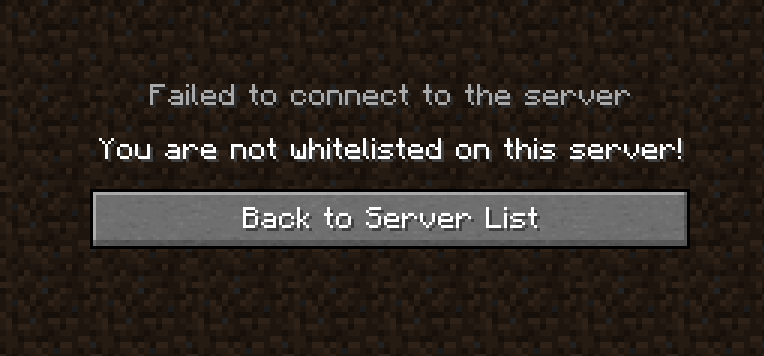 Failed to connect to the server
You are not whitelisted on this server!
Back to Server List